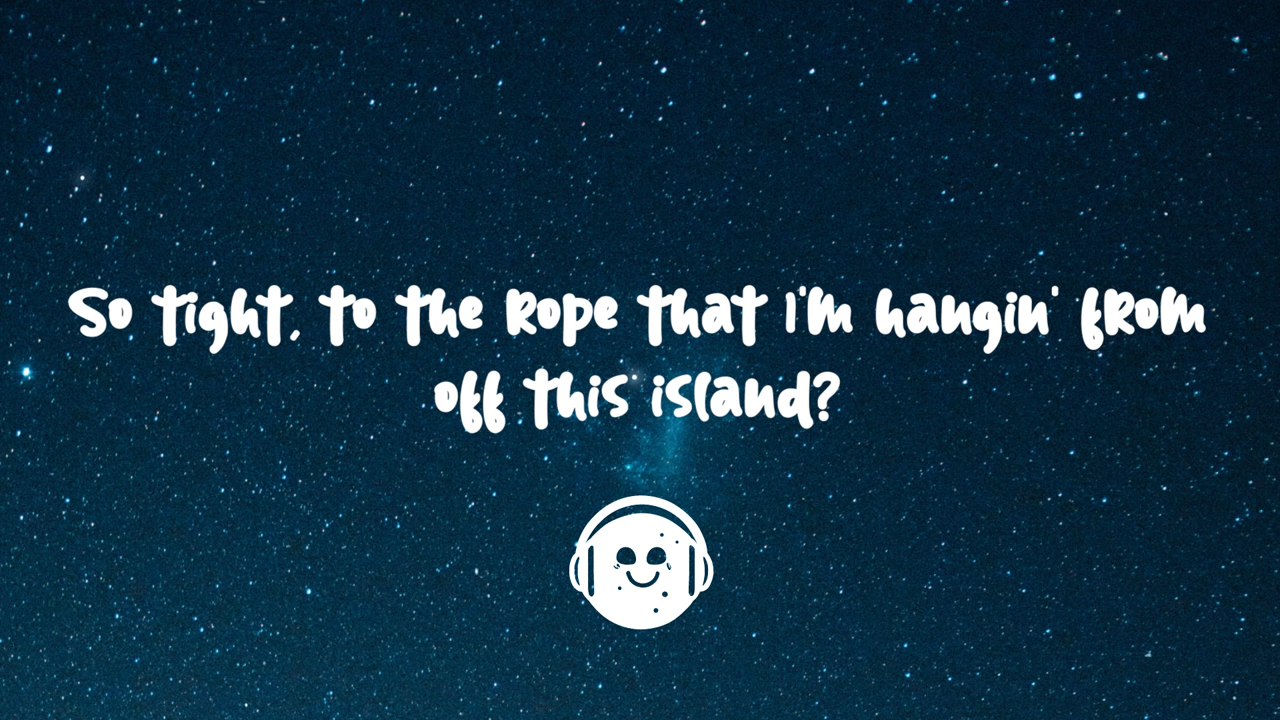 So tight, to the rope that I'm hangin' from
off this island?